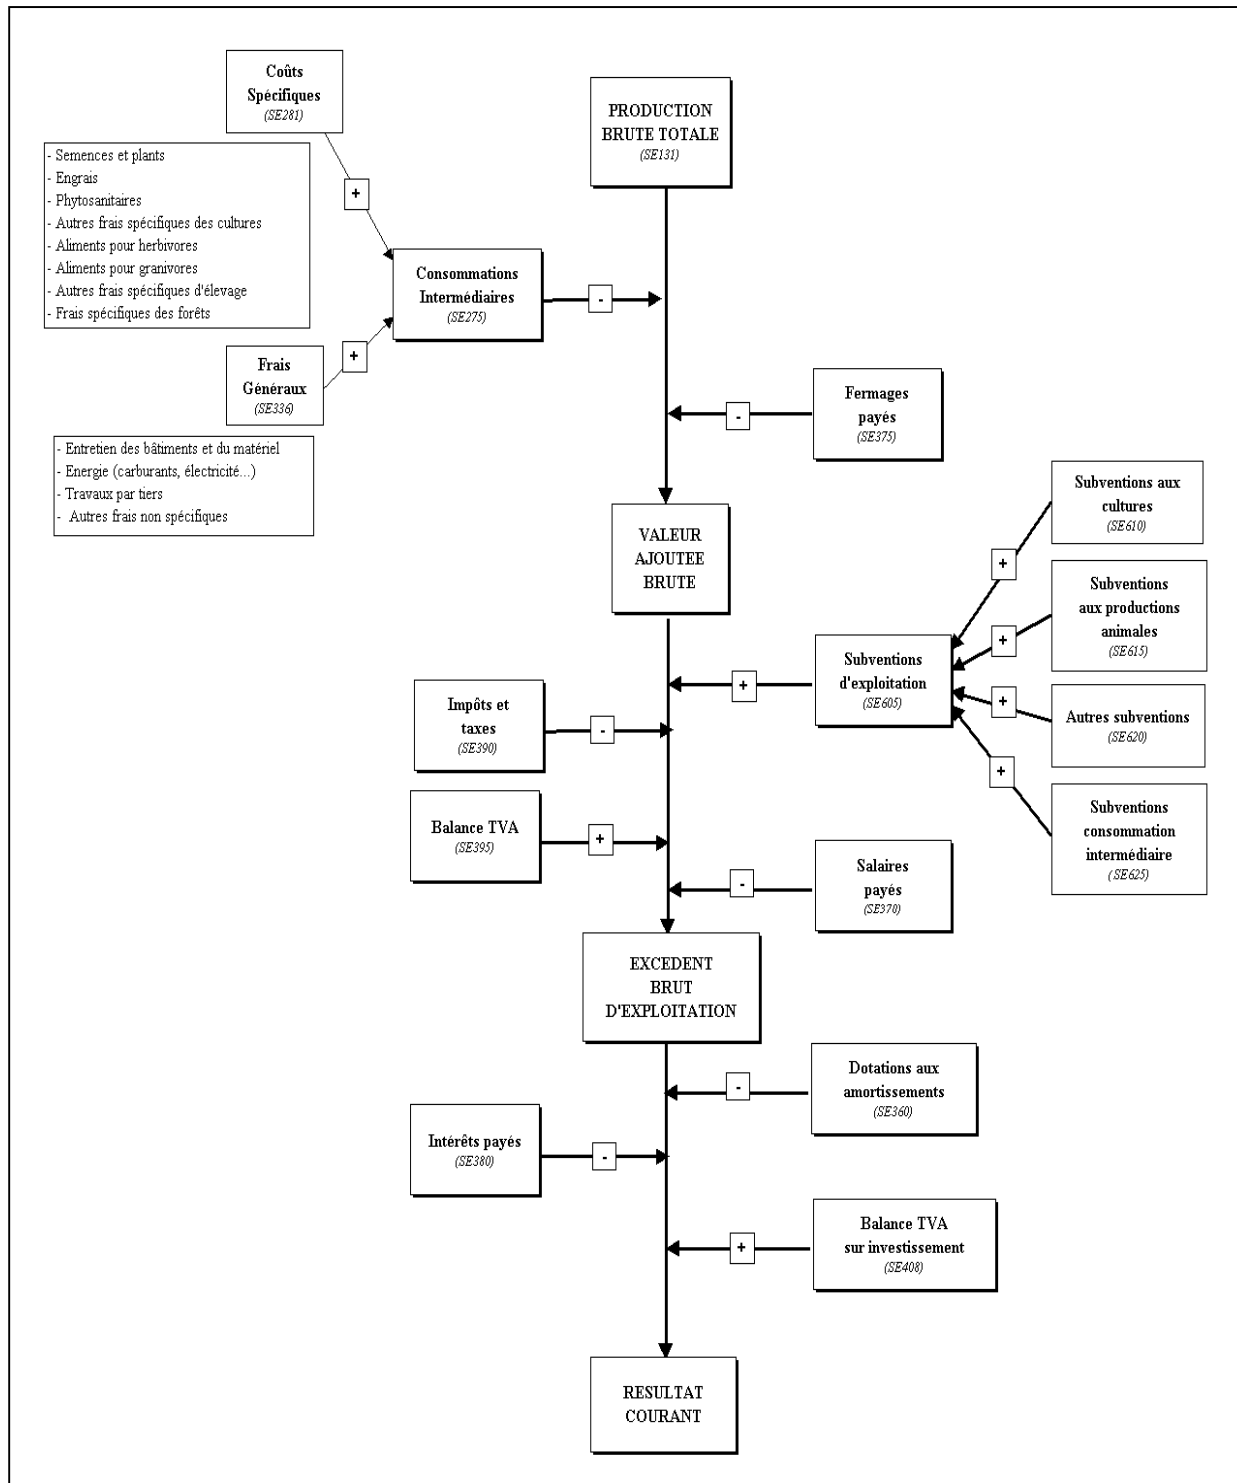 Coûts
Spécifiques
(SE281)
PRODUCTION
BRUTE TOTALE
(SE131)
- Semences et plants
- Engrais
- Phytosanitaires
- Autres frais spécifiques des cultures
- Aliments pour herbivores
- Aliments pour granivores
- Autres frais spécifiques d'élevage
- Frais spécifiques des forêts
+
Consommations
Intermédiaires
(SE275)
-
+
Frais
Généraux
(SE336)
Fermages
payés
(SE375)
-
- Entretien des bâtiments et du matériel
- Energie (carburants, électricité...)
- Travaux par tiers
- Autres frais non spécifiques
Subventions aux
cultures
(SE610)
VALEUR
AJOUTEE
BRUTE
+
Subventions
aux productions
animales
(SE615)
+
Subventions
d'exploitation
(SE605)
+
Impôts et
taxes
(SE390)
-
+
Autres subventions
(SE620)
+
Subventions
consommation
intermédiaire
(SE625)
Balance TVA
(SE395)
+
Salaires
payés
(SE370)
-
EXCEDENT
BRUT
D'EXPLOITATION
Dotations aux
amortissements
(SE360)
-
Intérêts payés
(SE380)
-
Balance TVA
sur investissement
(SE408)
+
RESULTAT
COURANT